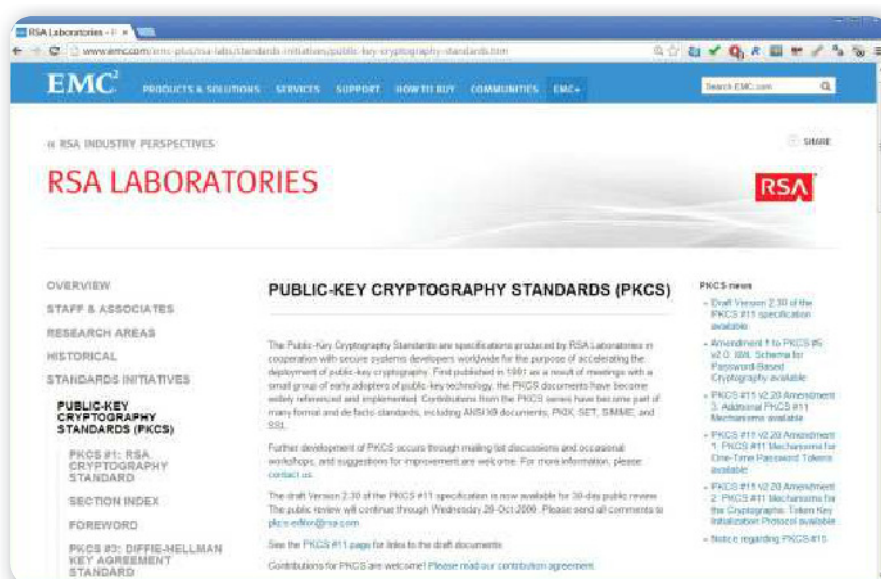 RSA Laboratories - P
www.emc.com/emc-plus/rsa-labs/standards-initiatives/public-key-cryptography-standards.htm
EMC²
PRODUCTS & SOLUTIONS SERVICES SUPPORT HOW TO BUY COMMUNITIES EMC+
Search EMC.com
« RSA INDUSTRY PERSPECTIVES
SHARE
RSA LABORATORIES
RSA
OVERVIEW
STAFF & ASSOCIATES
RESEARCH AREAS
HISTORICAL
STANDARDS INITIATIVES
PUBLIC-KEY
CRYPTOGRAPHY
STANDARDS (PKCS)
PKCS #1: RSA
CRYPTOGRAPHY
STANDARD
SECTION INDEX
FOREWORD
PKCS #3: DIFFIE-HELLMAN
KEY AGREEMENT
STANDARD
PUBLIC-KEY CRYPTOGRAPHY STANDARDS (PKCS)
The Public-Key Cryptography Standards are specifications produced by RSA Laboratories in
cooperation with secure systems developers worldwide for the purpose of accelerating the
deployment of public-key cryptography. First published in 1991 as a result of meetings with a
small group of early adopters of public-key technology, the PKCS documents have become
widely referenced and implemented. Contributions from the PKCS series have become part of
many formal and de facto standards, including ANSI X9 documents, PKIX, SET, S/MIME, and
SSL.
Further development of PKCS occurs through mailing list discussions and occasional
workshops, and suggestions for improvement are welcome. For more information, please
contact us.
The draft Version 2.30 of the PKCS #11 specification is now available for 30-day public review.
The public review will continue through Wednesday 28-Oct-2009. Please send all comments to
pkcs-editor@rsa.com
See the PKCS #11 page for links to the draft documents.
Contributions for PKCS are welcome! Please read our contribution agreement.
PKCS news
Draft Version 2.30 of the
PKCS #11 specification
available
Amendment 1 to PKCS #5
v2.0: XML Schema for
Password-Based
Cryptography available
PKCS #11 v2.20 Amendment
3: Additional PKCS #11
Mechanisms available
PKCS #11 v2.20 Amendment
1: PKCS #11 Mechanisms for
One-Time Password Tokens
available
PKCS #11 v2.20 Amendment
2: PKCS #11 Mechanisms for
the Cryptographic Token Key
Initialization Protocol available
Notice regarding PKCS #15